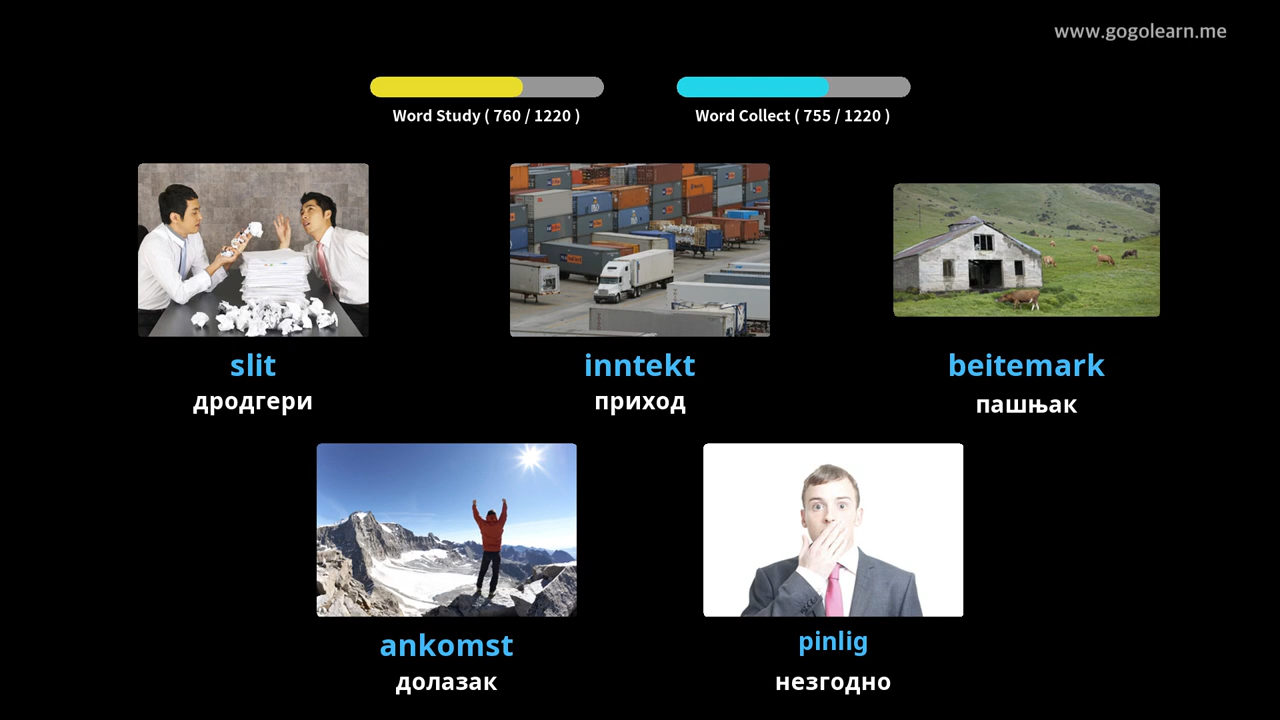 www.gogolearn.me
Word Study ( 760 / 1220 )
Word Collect ( 755 / 1220 )
slit
дродгери
inntekt
приход
beitemark
пашњак
ankomst
долазак
pinlig
незгодно